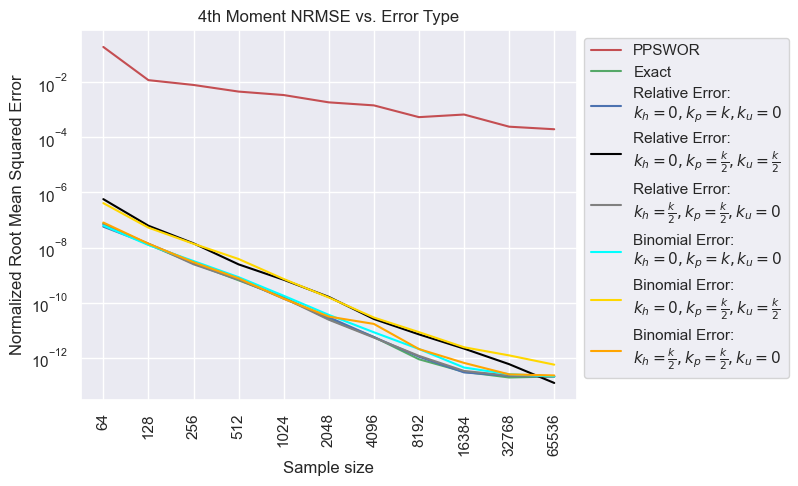 4th Moment NRMSE vs. Error Type
Normalized Root Mean Squared Error
10⁻²
10⁻⁴
10⁻⁶
10⁻⁸
10⁻¹⁰
10⁻¹²
64
128
256
512
1024
2048
4096
8192
16384
32768
65536
Sample size
PPSWOR
Exact
Relative Error:
k_h = 0, k_p = k, k_u = 0
Relative Error:
k_h = 0, k_p = k/2, k_u = k/2
Relative Error:
k_h = k/2, k_p = k/2, k_u = 0
Binomial Error:
k_h = 0, k_p = k, k_u = 0
Binomial Error:
k_h = 0, k_p = k/2, k_u = k/2
Binomial Error:
k_h = k/2, k_p = k/2, k_u = 0